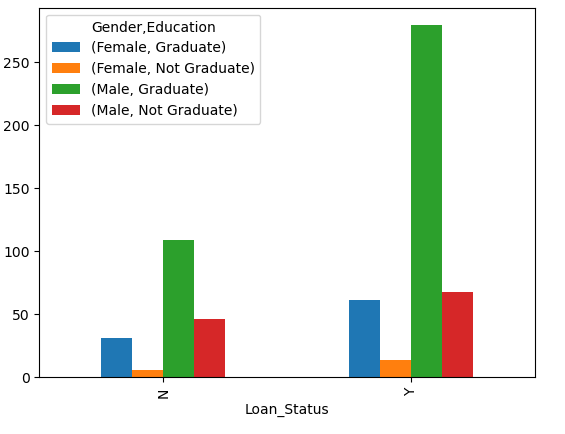 Gender,Education
(Female, Graduate)
(Female, Not Graduate)
(Male, Graduate)
(Male, Not Graduate)
250
200
150
100
50
0
N
Y
Loan_Status